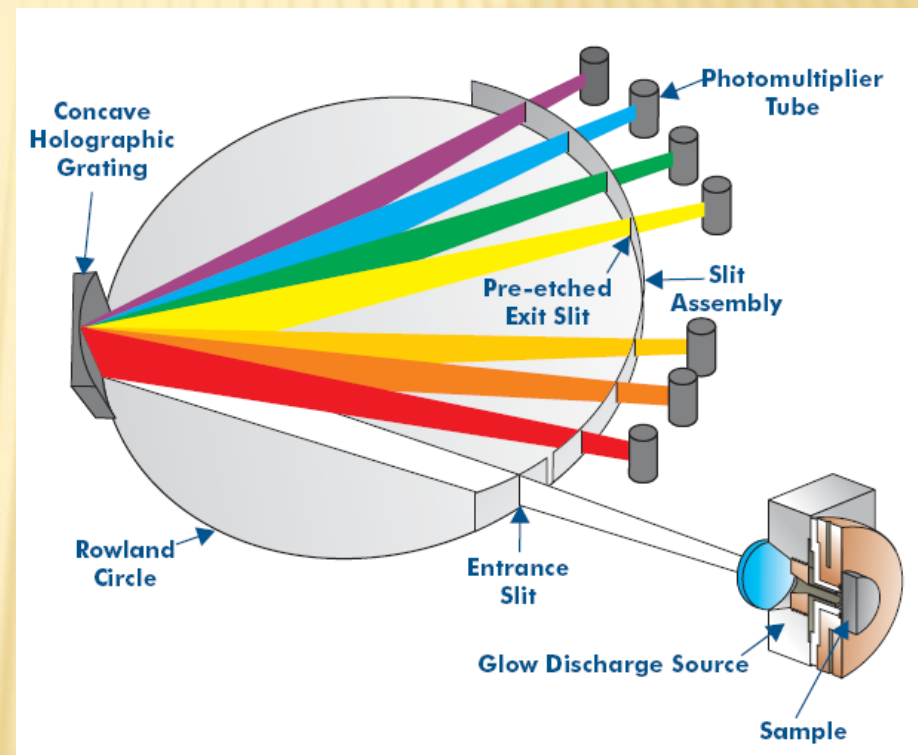 Concave
Holographic
Grating
Photomultiplier
Tube
Pre-etched
Exit Slit
Slit
Assembly
Rowland
Circle
Entrance
Slit
Glow Discharge Source
Sample